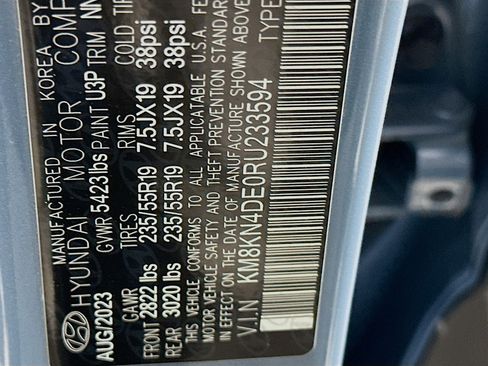 MANUFACTURED IN KOREA BY
HYUNDAI MOTOR COMP
AUG/2023 GVWR 5423lbs PAINT U3P TRIM NN
GAWR TIRES RIMS COLD TI
FRONT 2822 lbs 235/55R19 7.5JX19 38psi
REAR 3020 lbs 235/55R19 7.5JX19 38psi
THIS VEHICLE CONFORMS TO ALL APPLICATABLE U.S.A. FE
MOTOR VEHICLE SAFETY AND THEFT PREVENTION STANDAR
EFFECT ON THE DATE OF MANUFACTURE SHOWN ABOVE
V.I.N KM8KN4DE0RU233594 TYPE